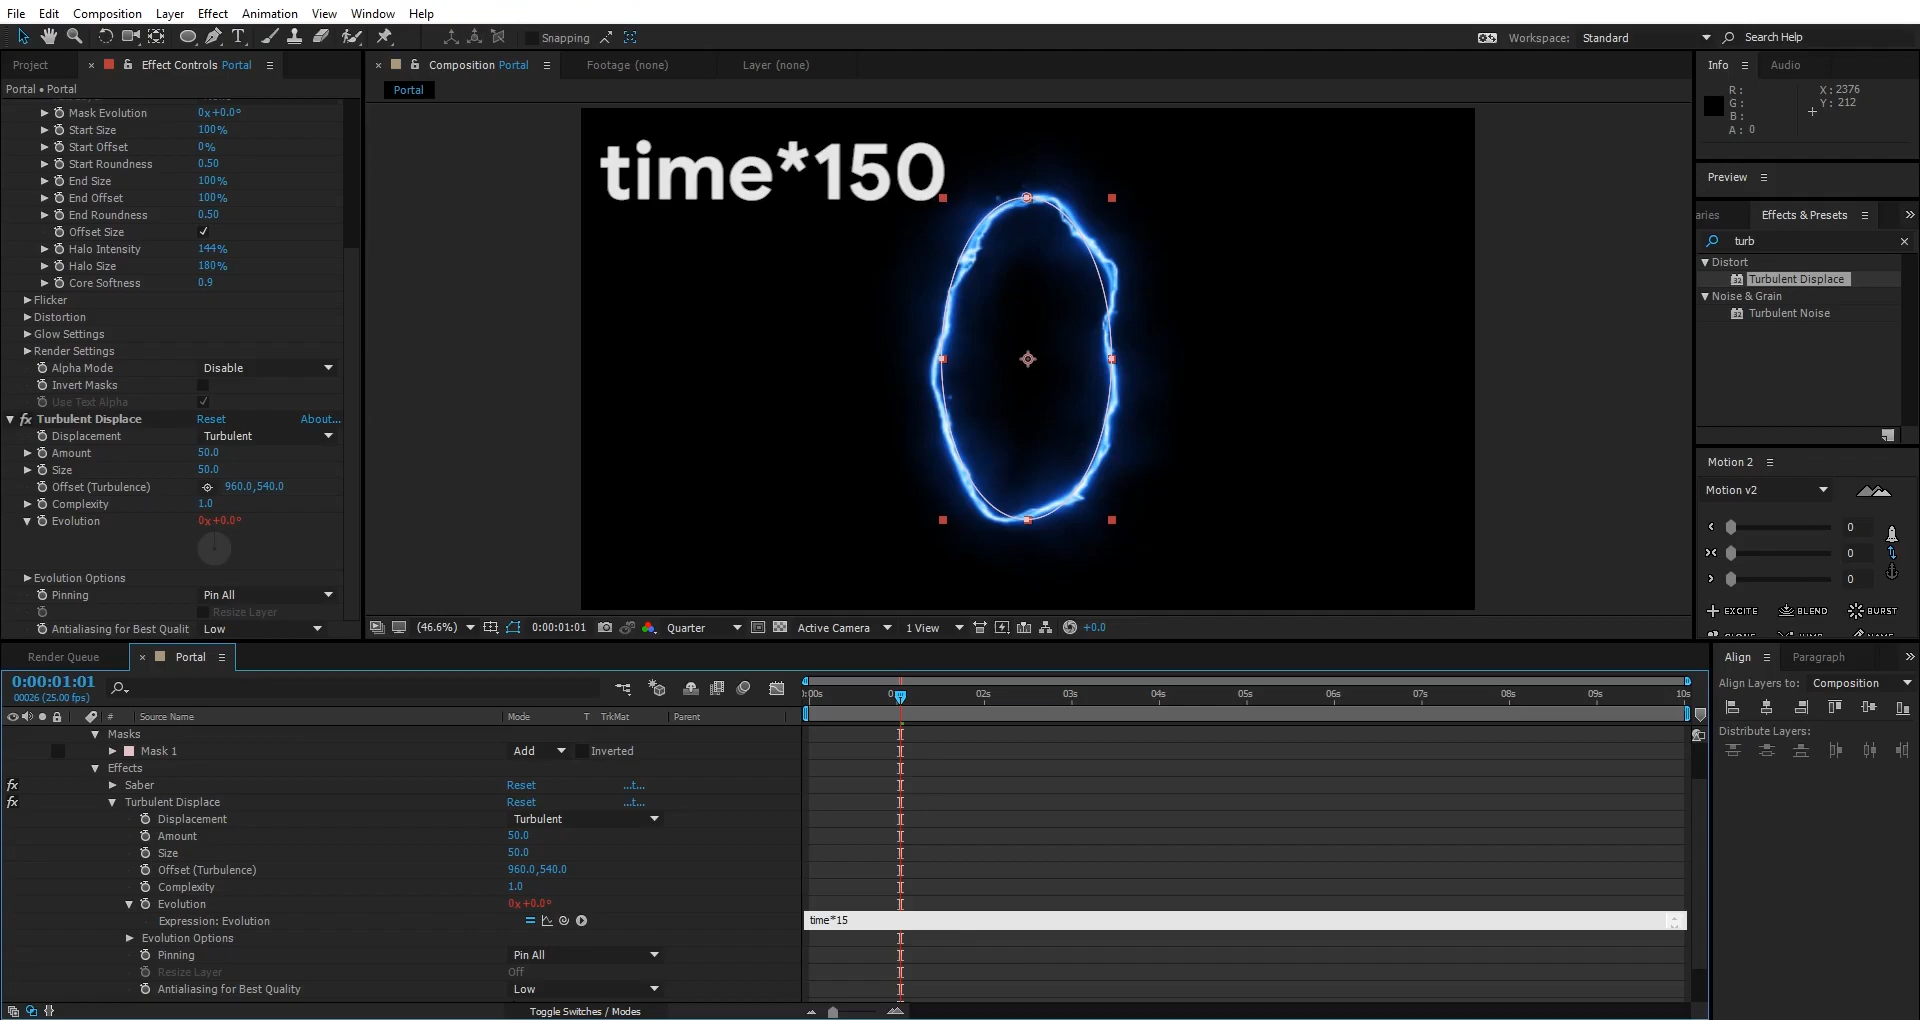 File Edit Composition Layer Effect Animation View Window Help
Snapping
Workspace: Standard
Search Help
Project
Effect Controls Portal
Portal • Portal
Mask Evolution 0x+0.0°
Start Size 100%
Start Offset 0%
Start Roundness 0.50
End Size 100%
End Offset 100%
End Roundness 0.50
Offset Size
Halo Intensity 144%
Halo Size 180%
Core Softness 0.9
Flicker
Distortion
Glow Settings
Render Settings
Alpha Mode Disable
Invert Masks
Use Text Alpha
fx Turbulent Displace Reset About...
Displacement Turbulent
Amount 50.0
Size 50.0
Offset (Turbulence) 960.0,540.0
Complexity 1.0
Evolution 0x+0.0°
Evolution Options
Pinning Pin All
Resize Layer
Antialiasing for Best Qualit Low
Composition Portal
Footage (none)
Layer (none)
Portal
time*150
(46.6%) 0:00:01:01 Quarter Active Camera 1 View +0.0
Info Audio
R: X: 2376
G: Y: 212
B:
A: 0
Preview
aries Effects & Presets
turb
Distort
Turbulent Displace
Noise & Grain
Turbulent Noise
Motion 2
Motion v2
0
0
0
EXCITE BLEND BURST
CLONE JUMP NAME
Render Queue
Portal
0:00:01:01
00026 (25.00 fps)
# Source Name Mode T TrkMat Parent
):00s 0 02s 03s 04s 05s 06s 07s 08s 09s 10s
Masks
Mask 1 Add Inverted
Effects
fx Saber Reset ...t...
fx Turbulent Displace Reset ...t...
Displacement Turbulent
Amount 50.0
Size 50.0
Offset (Turbulence) 960.0,540.0
Complexity 1.0
Evolution 0x+0.0°
Expression: Evolution time*15
Evolution Options
Pinning Pin All
Resize Layer Off
Antialiasing for Best Quality Low
Toggle Switches / Modes
Align Paragraph
Align Layers to: Composition
Distribute Layers: